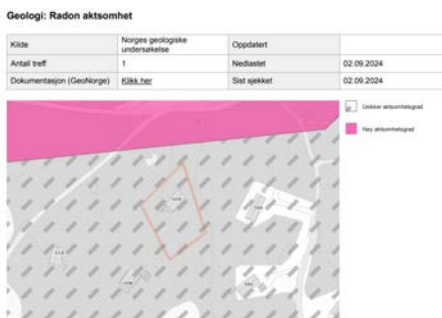 Geologi: Radon aktsomhet
Kilde
Norges geologiske
undersøkelse
Oppdatert
Antall treff
1
Nedlastet
02.09.2024
Dokumentasjon (GeoNorge)
Klikk her
Sist sjekket
02.09.2024
Usikker aktsomhetsgrad
Høy aktsomhetsgrad